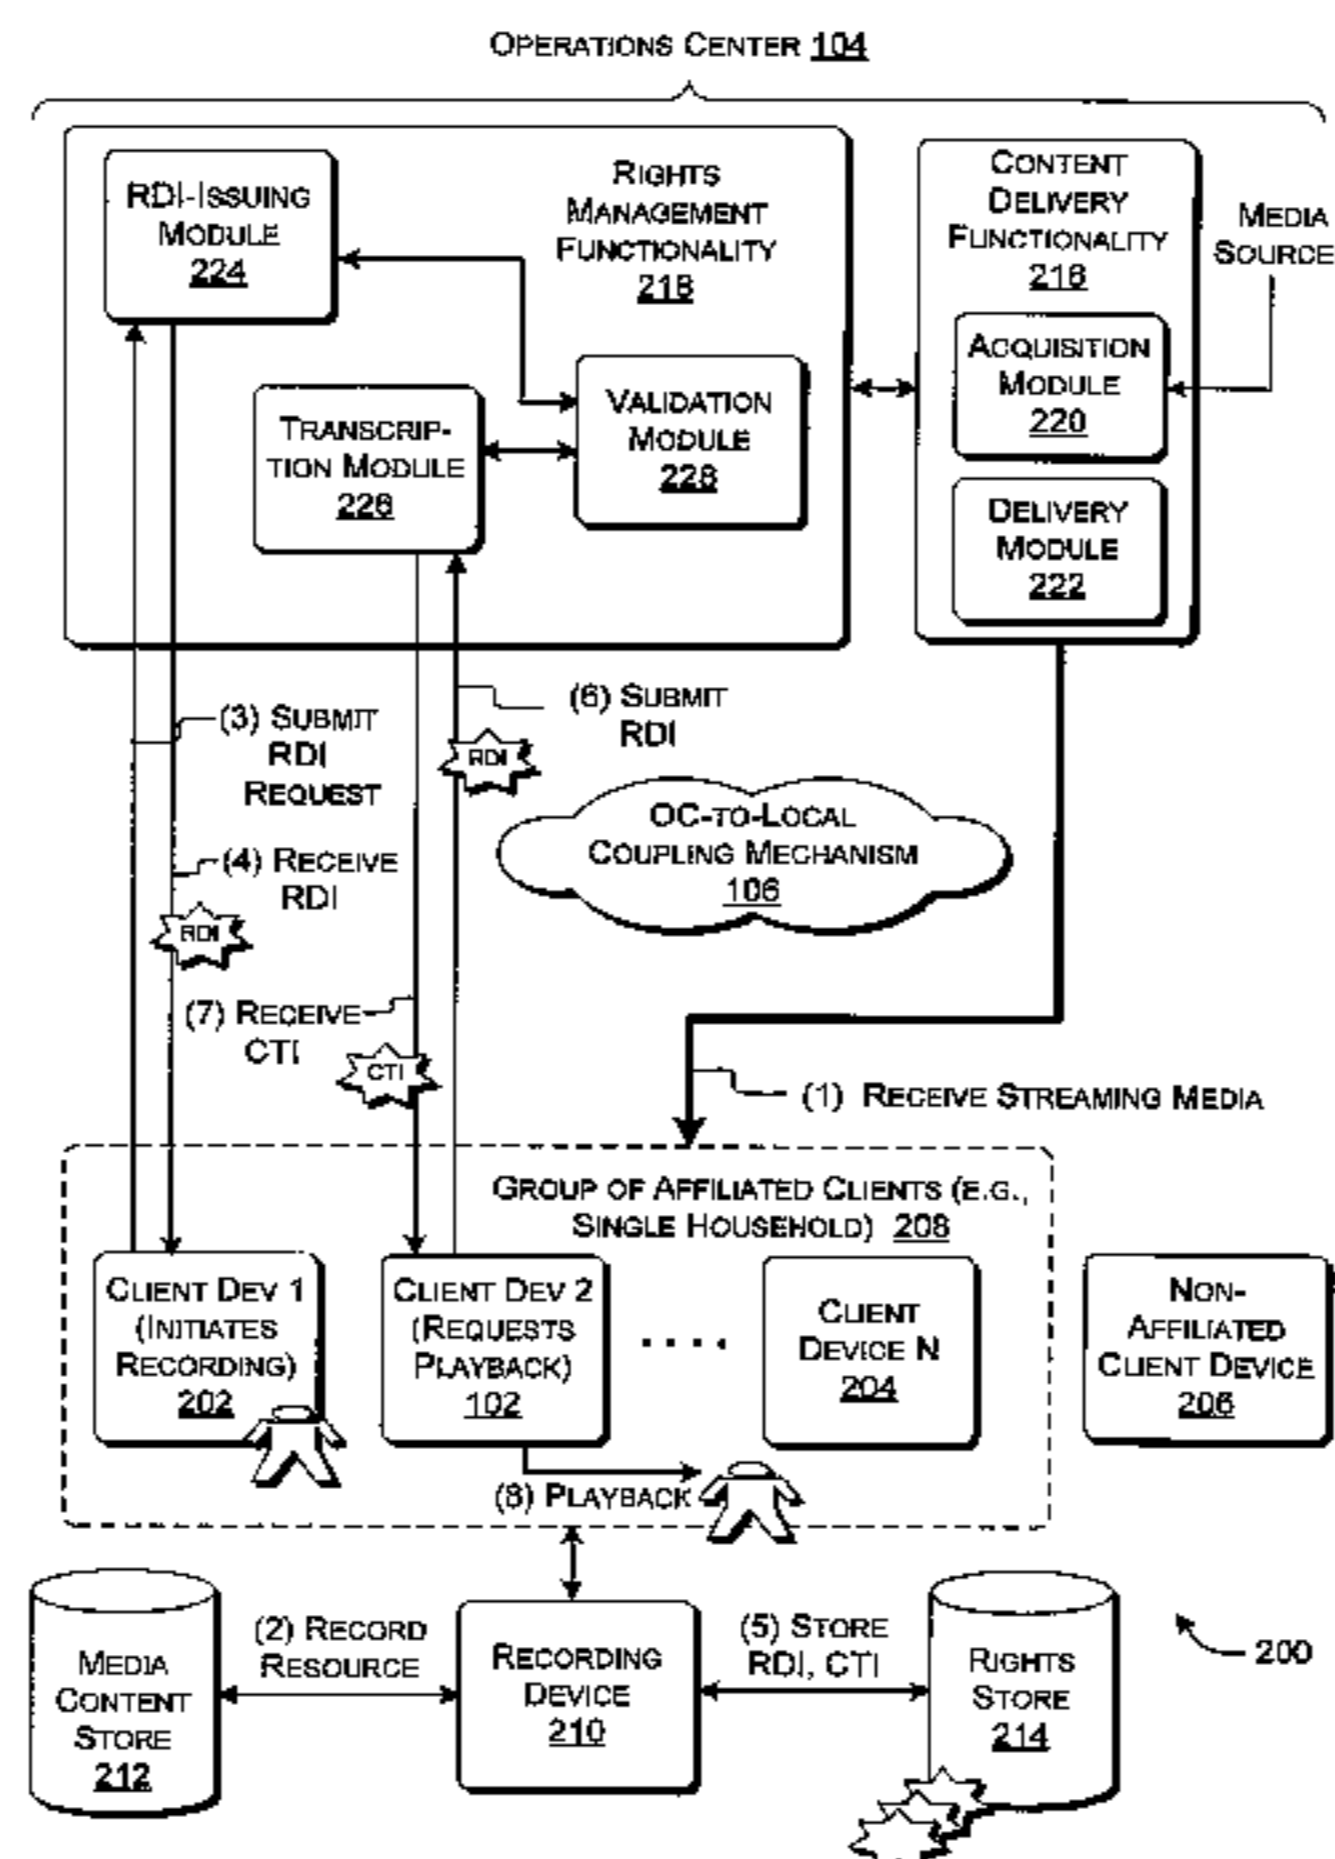 OPERATIONS CENTER 104
RDI-ISSUING
MODULE
224
RIGHTS
MANAGEMENT
FUNCTIONALITY
218
TRANSCRIP-
TION MODULE
226
VALIDATION
MODULE
228
CONTENT
DELIVERY
FUNCTIONALITY
216
ACQUISITION
MODULE
220
DELIVERY
MODULE
222
MEDIA
SOURCE
(3) SUBMIT
RDI
REQUEST
(4) RECEIVE
RDI
RDI
(6) SUBMIT
RDI
RDI
OC-TO-LOCAL
COUPLING MECHANISM
106
(7) RECEIVE
CTI
CTI
(1) RECEIVE STREAMING MEDIA
GROUP OF AFFILIATED CLIENTS (E.G.,
SINGLE HOUSEHOLD) 208
CLIENT DEV 1
(INITIATES
RECORDING)
202
CLIENT DEV 2
(REQUESTS
PLAYBACK)
102
. . . .
CLIENT
DEVICE N
204
NON-
AFFILIATED
CLIENT DEVICE
206
(8) PLAYBACK
MEDIA
CONTENT
STORE
212
(2) RECORD
RESOURCE
RECORDING
DEVICE
210
(5) STORE
RDI, CTI
RIGHTS
STORE
214
200